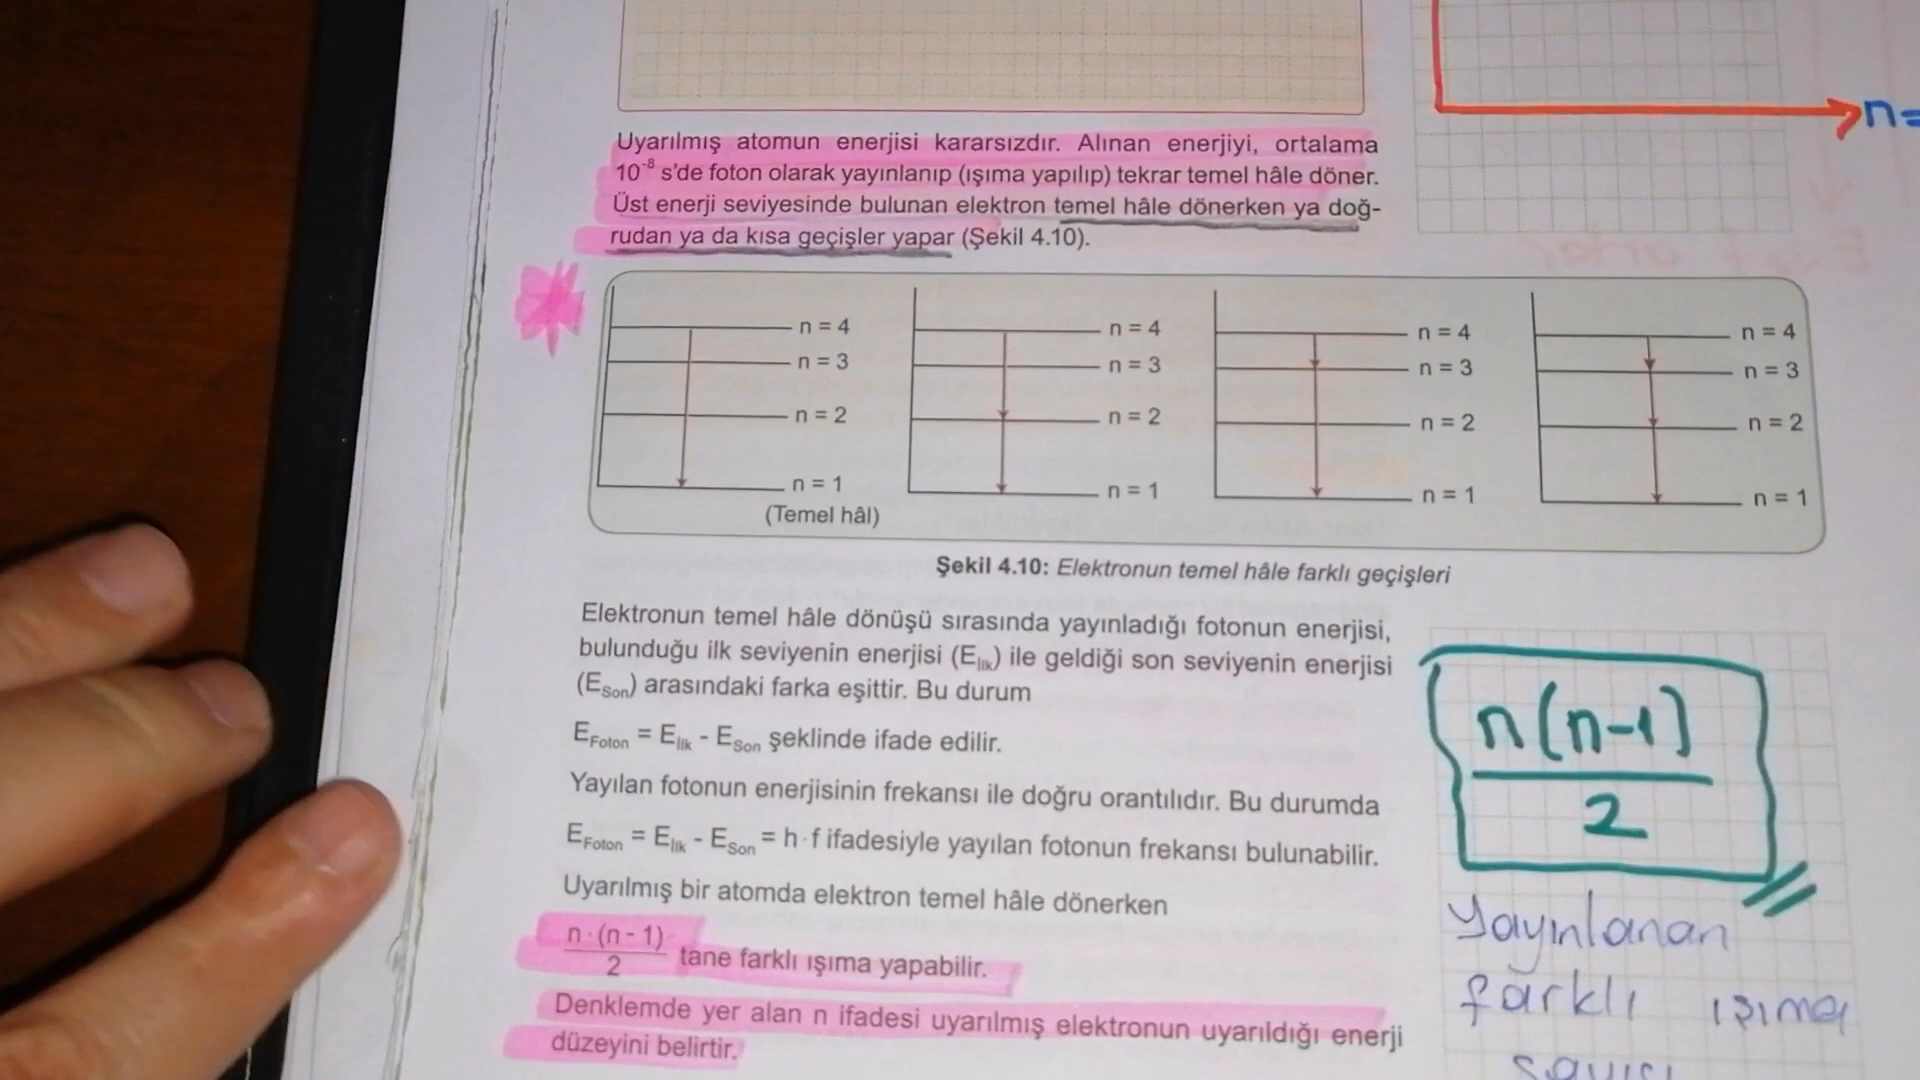 n=
Uyarılmış atomun enerjisi kararsızdır. Alınan enerjiyi, ortalama
10⁻⁸ s'de foton olarak yayınlanıp (ışıma yapılıp) tekrar temel hâle döner.
Üst enerji seviyesinde bulunan elektron temel hâle dönerken ya doğ-
rudan ya da kısa geçişler yapar (Şekil 4.10).
n = 4
n = 3
n = 2
n = 1
(Temel hâl)
n = 4
n = 3
n = 2
n = 1
n = 4
n = 3
n = 2
n = 1
n = 4
n = 3
n = 2
n = 1
Şekil 4.10: Elektronun temel hâle farklı geçişleri
Elektronun temel hâle dönüşü sırasında yayınladığı fotonun enerjisi,
bulunduğu ilk seviyenin enerjisi (Eİlk) ile geldiği son seviyenin enerjisi
(ESon) arasındaki farka eşittir. Bu durum
EFoton = Eİlk - ESon şeklinde ifade edilir.
Yayılan fotonun enerjisinin frekansı ile doğru orantılıdır. Bu durumda
EFoton = Eİlk - ESon = h · f ifadesiyle yayılan fotonun frekansı bulunabilir.
Uyarılmış bir atomda elektron temel hâle dönerken
n · (n - 1)
2
tane farklı ışıma yapabilir.
Denklemde yer alan n ifadesi uyarılmış elektronun uyarıldığı enerji
düzeyini belirtir.
n(n-1)
2
Yayınlanan
farklı ışıma
sayısı